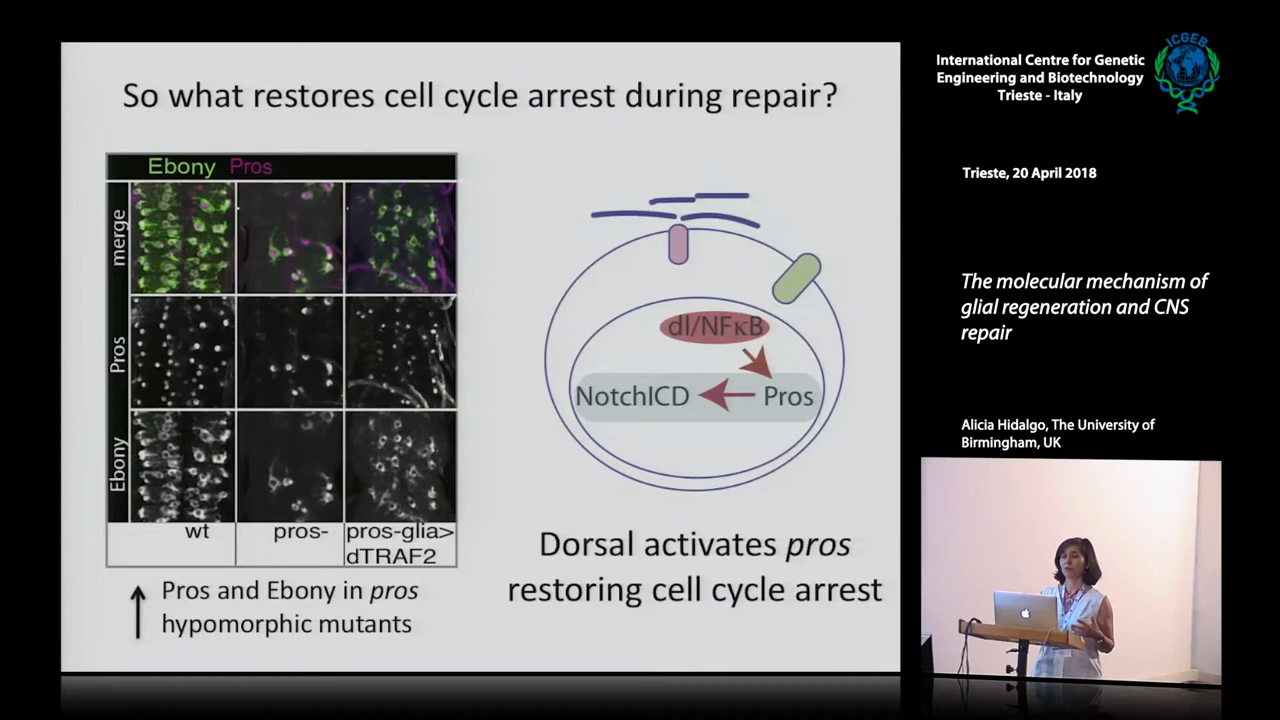 So what restores cell cycle arrest during repair?
Ebony Pros
merge
Pros
Ebony
wt
pros-
pros-glia>
dTRAF2
Pros and Ebony in pros
hypomorphic mutants
dl/NFκB
NotchICD
Pros
Dorsal activates pros
restoring cell cycle arrest
International Centre for Genetic
Engineering and Biotechnology
Trieste - Italy
ICGEB
Trieste, 20 April 2018
The molecular mechanism of
glial regeneration and CNS
repair
Alicia Hidalgo, The University of
Birmingham, UK